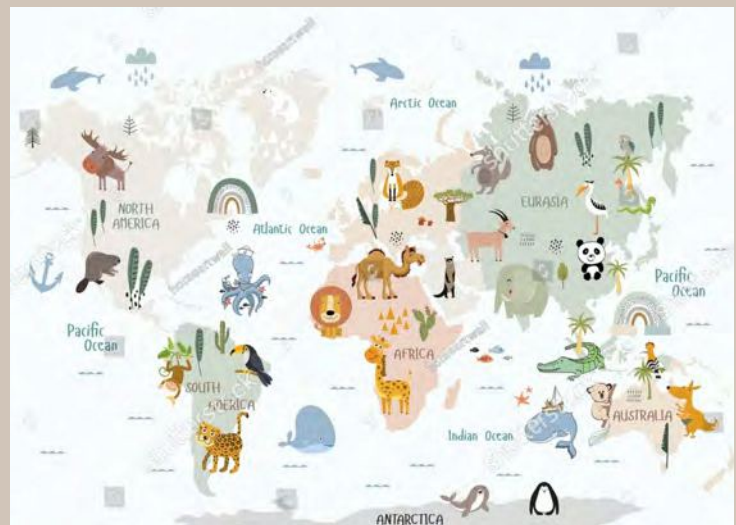 Arctic Ocean
NORTH
AMERICA
Atlantic Ocean
EURASIA
Pacific
Ocean
Pacific
Ocean
AFRICA
SOUTH
AMERICA
AUSTRALIA
Indian Ocean
ANTARCTICA